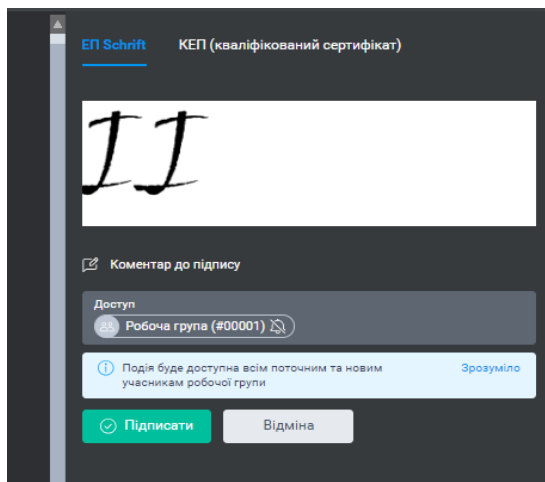 ЕП Schrift КЕП (кваліфікований сертифікат)
II
Коментар до підпису
Доступ
Робоча група (#00001)
Подія буде доступна всім поточним та новим Зрозуміло
учасникам робочої групи
Підписати Відміна